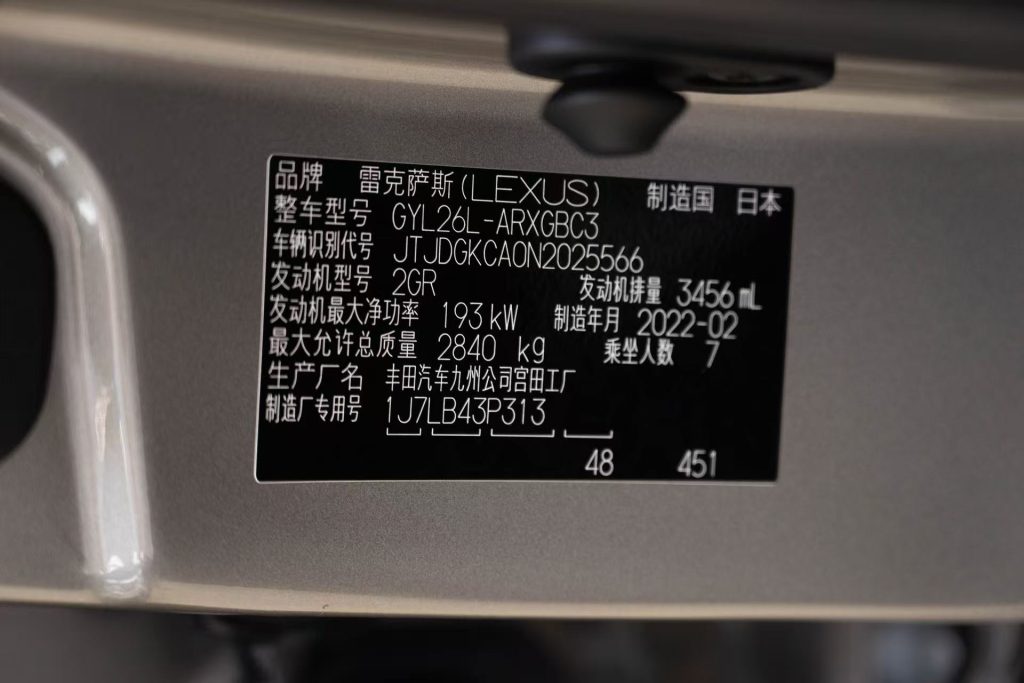 品牌 雷克萨斯(LEXUS) 制造国 日本
整车型号 GYL26L-ARXGBC3
车辆识别代号 JTJDGKCA0N2025566
发动机型号 2GR 发动机排量 3456 mL
发动机最大净功率 193 kW 制造年月 2022-02
最大允许总质量 2840 kg 乘坐人数 7
生产厂名 丰田汽车九州公司宫田工厂
制造厂专用号 1J7LB43P313
48 451